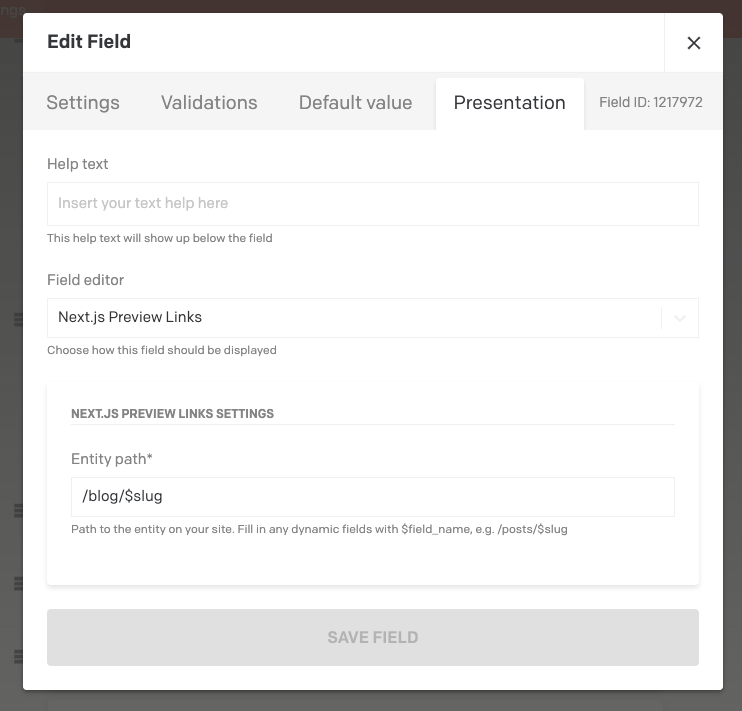 ngs
Edit Field
Settings Validations Default value Presentation Field ID: 1217972
Help text
Insert your text help here
This help text will show up below the field
Field editor
Next.js Preview Links
Choose how this field should be displayed
NEXT.JS PREVIEW LINKS SETTINGS
Entity path*
/blog/$slug
Path to the entity on your site. Fill in any dynamic fields with $field_name, e.g. /posts/$slug
SAVE FIELD